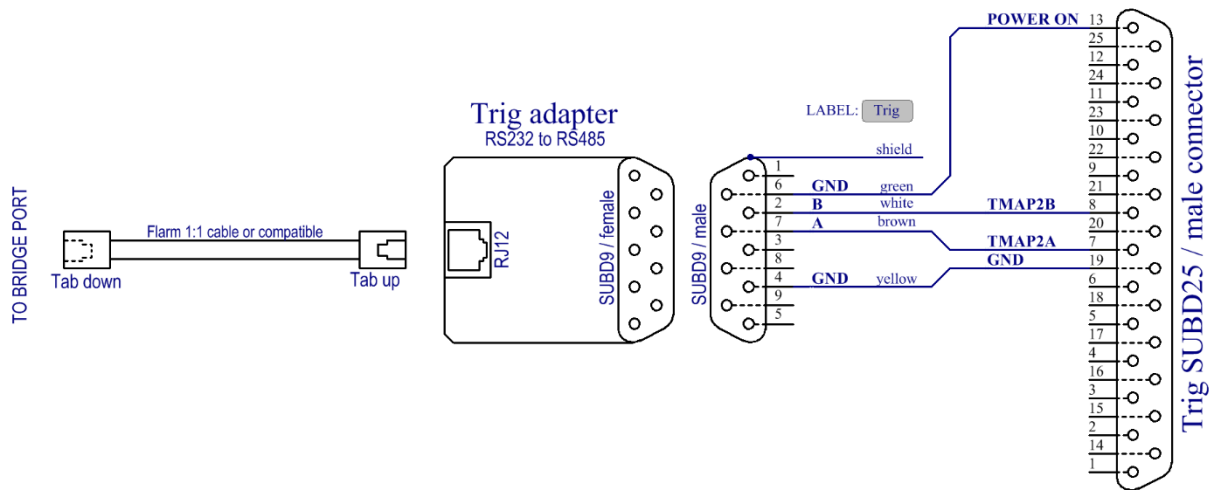 TO BRIDGE PORT
Flarm 1:1 cable or compatible
Tab down
Tab up
Trig adapter
RS232 to RS485
RJ12
SUBD9 / female
SUBD9 / male
LABEL: Trig
shield
1
6 GND green
2 B white TMAP2B
7 A brown TMAP2A
3
8
4 GND yellow GND
9
5
POWER ON 13
25
12
24
11
23
10
22
9
21
8
20
7
19
6
18
5
17
4
16
3
15
2
14
1
Trig SUBD25 / male connector